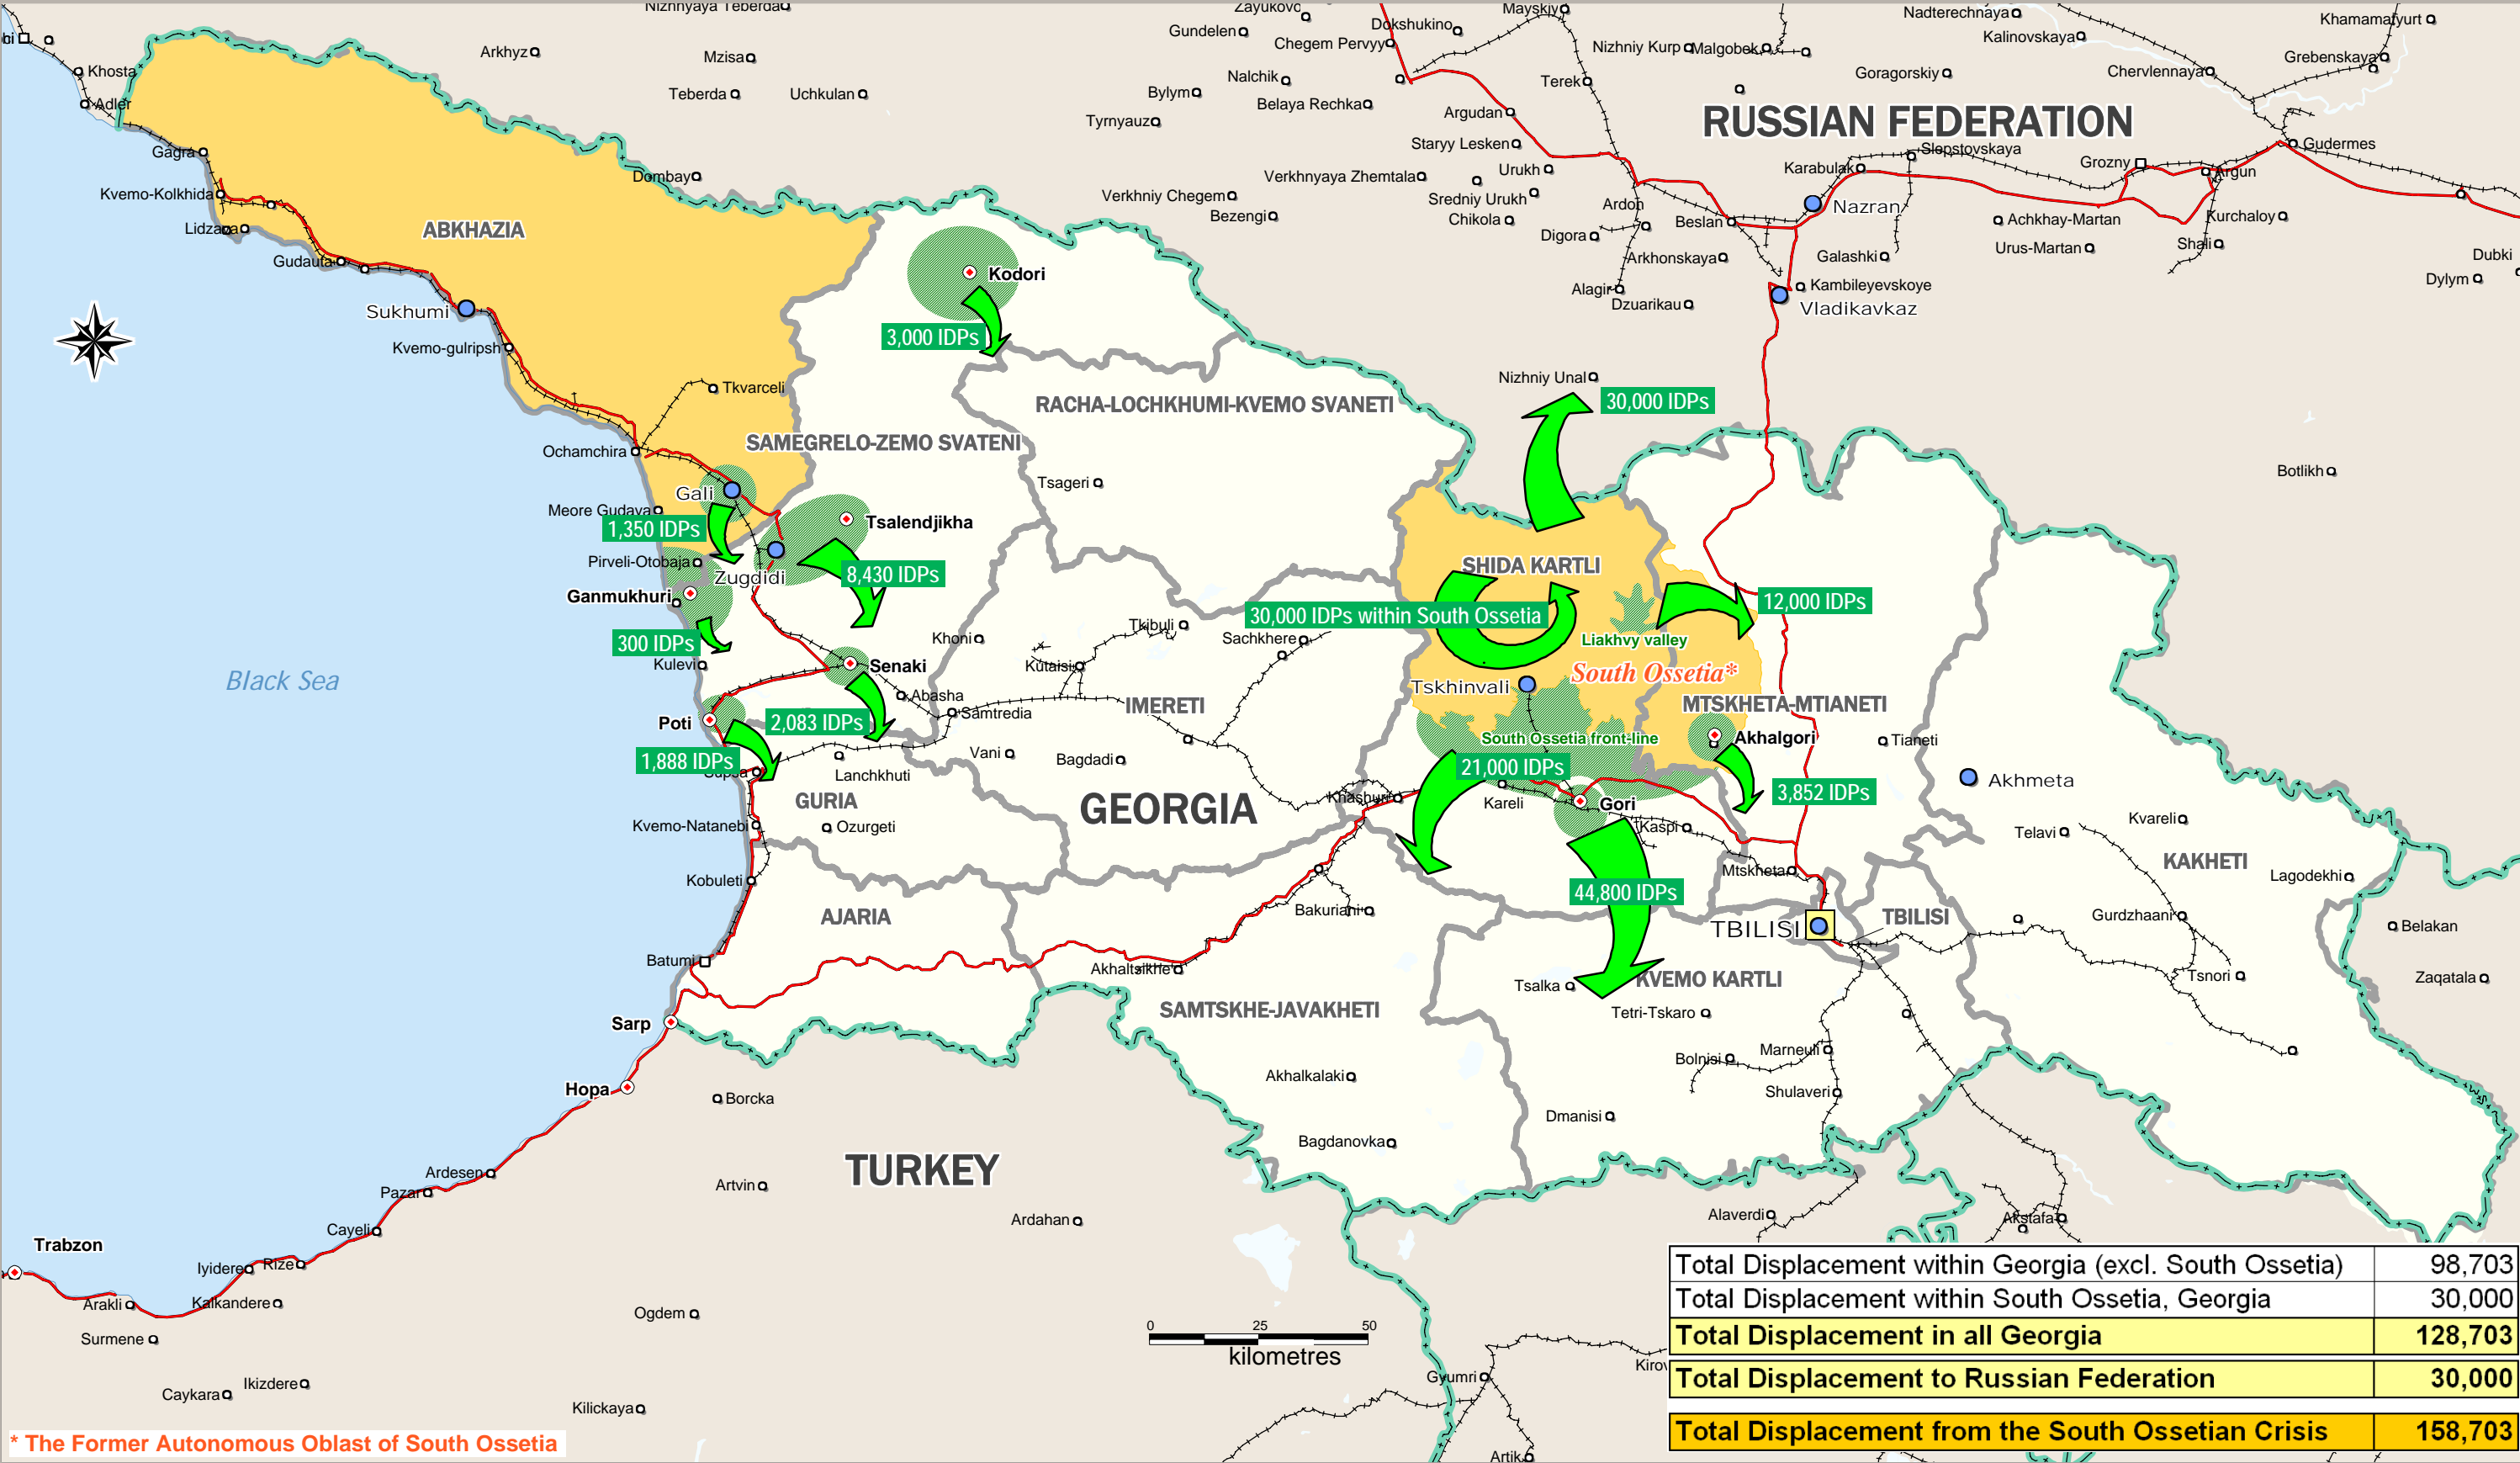 Nizhnyaya Teberda
Zayukovo
Mayskiy
Nadterechnaya
Khamamatyurt
Gundelen
Dokshukino
Chegem Pervyy
Nizhniy Kurp
Malgobek
Kalinovskaya
Grebenskaya
Arkhyz
Mzisa
Khosta
Nalchik
Terek
Goragorskiy
Chervlennaya
Adler
Teberda
Uchkulan
Bylym
Belaya Rechka
Argudan
RUSSIAN FEDERATION
Tyrnyauz
Staryy Lesken
Slepstovskaya
Gudermes
Gagra
Karabulak
Grozny
Argun
Dombay
Verkhnyaya Zhemtala
Urukh
Kvemo-Kolkhida
Verkhniy Chegem
Sredniy Urukh
Ardon
Nazran
Bezengi
Chikola
Beslan
Achkhay-Martan
Kurchaloy
Lidzava
ABKHAZIA
Digora
Urus-Martan
Shali
Gudauta
Arkhonskaya
Galashki
Dubki
Kodori
Alagir
Kambileyevskoye
Dylym
Sukhumi
Dzuarikau
Vladikavkaz
3,000 IDPs
Kvemo-gulripsh
Tkvarceli
Nizhniy Unal
30,000 IDPs
RACHA-LOCHKHUMI-KVEMO SVANETI
SAMEGRELO-ZEMO SVATENI
Ochamchira
Botlikh
Tsageri
Gali
Meore Gudava
Tsalendjikha
1,350 IDPs
Pirveli-Otobaja
Zugdidi
8,430 IDPs
SHIDA KARTLI
Ganmukhuri
30,000 IDPs within South Ossetia
12,000 IDPs
Tkibuli
Khoni
Sachkhere
Liakhvy valley
300 IDPs
Kulevi
Senaki
Kutaisi
South Ossetia*
Black Sea
Abasha
Tskhinvali
Samtredia
IMERETI
MTSKHETA-MTIANETI
Poti
2,083 IDPs
South Ossetia front-line
Akhalgori
Tianeti
1,888 IDPs
Supsa
Vani
Bagdadi
21,000 IDPs
Lanchkhuti
Akhmeta
3,852 IDPs
GURIA
GEORGIA
Khashuri
Kareli
Gori
Kvemo-Natanebi
Ozurgeti
Kaspi
Telavi
Kvareli
KAKHETI
Kobuleti
Mtskheta
Lagodekhi
44,800 IDPs
AJARIA
Bakuriani
TBILISI
TBILISI
Gurdzhaani
Belakan
Batumi
Akhaltsikhe
Tsalka
KVEMO KARTLI
Tsnori
Zaqatala
Sarp
SAMTSKHE-JAVAKHETI
Tetri-Tskaro
Bolnisi
Marneuli
Hopa
Akhalkalaki
Borcka
Shulaveri
Dmanisi
Bagdanovka
Ardesen
TURKEY
Pazar
Artvin
Cayeli
Ardahan
Alaverdi
Akstafa
Trabzon
Iyidere
Rize
Arakli
Kalkandere
Ogdem
Surmene
0 25 50
kilometres
Gyumri
Caykara
Ikizdere
Kilickaya
Artik
Total Displacement within Georgia (excl. South Ossetia) 98,703
Total Displacement within South Ossetia, Georgia 30,000
Total Displacement in all Georgia 128,703
Total Displacement to Russian Federation 30,000
Total Displacement from the South Ossetian Crisis 158,703
* The Former Autonomous Oblast of South Ossetia